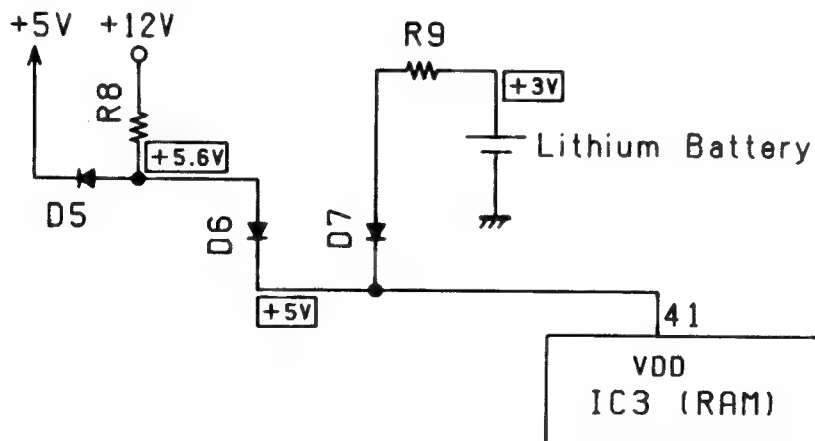 +5V +12V
R9
R8
+3V
+5.6V
Lithium Battery
D5
D6
D7
+5V
41
VDD
IC3 (RAM)